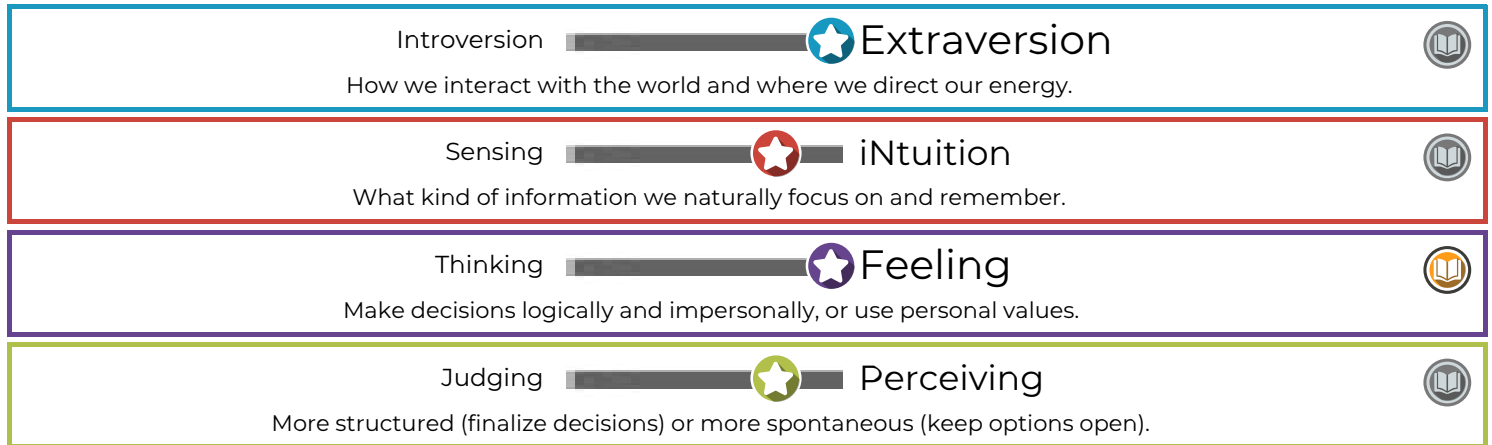 Introversion Extraversion
How we interact with the world and where we direct our energy.
Sensing iNtuition
What kind of information we naturally focus on and remember.
Thinking Feeling
Make decisions logically and impersonally, or use personal values.
Judging Perceiving
More structured (finalize decisions) or more spontaneous (keep options open).